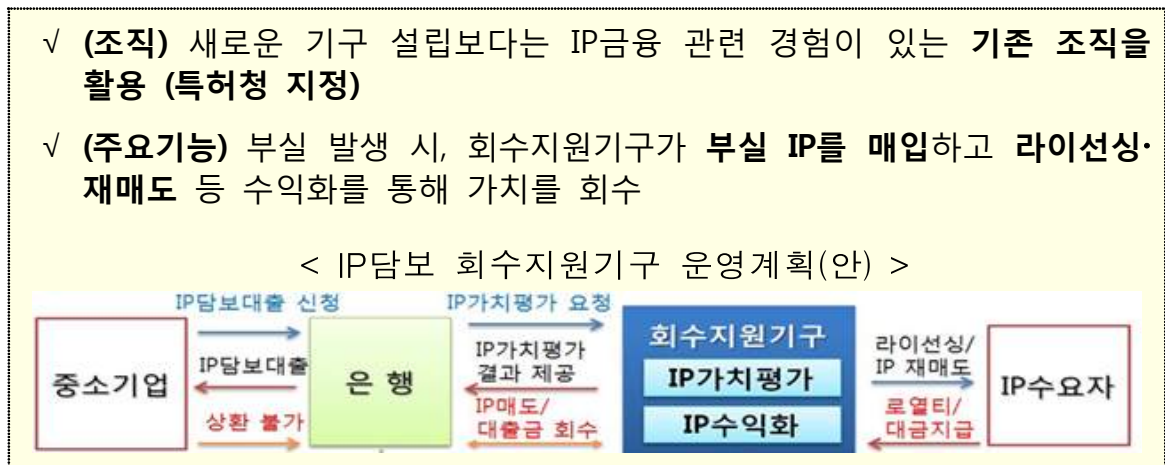 √ (조직) 새로운 기구 설립보다는 IP금융 관련 경험이 있는 기존 조직을
활용 (특허청 지정)
√ (주요기능) 부실 발생 시, 회수지원기구가 부실 IP를 매입하고 라이선싱·
재매도 등 수익화를 통해 가치를 회수
< IP담보 회수지원기구 운영계획(안) >
중소기업
IP담보대출 신청
IP담보대출
상환 불가
은 행
IP가치평가 요청
IP가치평가
결과 제공
IP매도/
대출금 회수
회수지원기구
IP가치평가
IP수익화
라이선싱/
IP 재매도
로열티/
대금지급
IP수요자